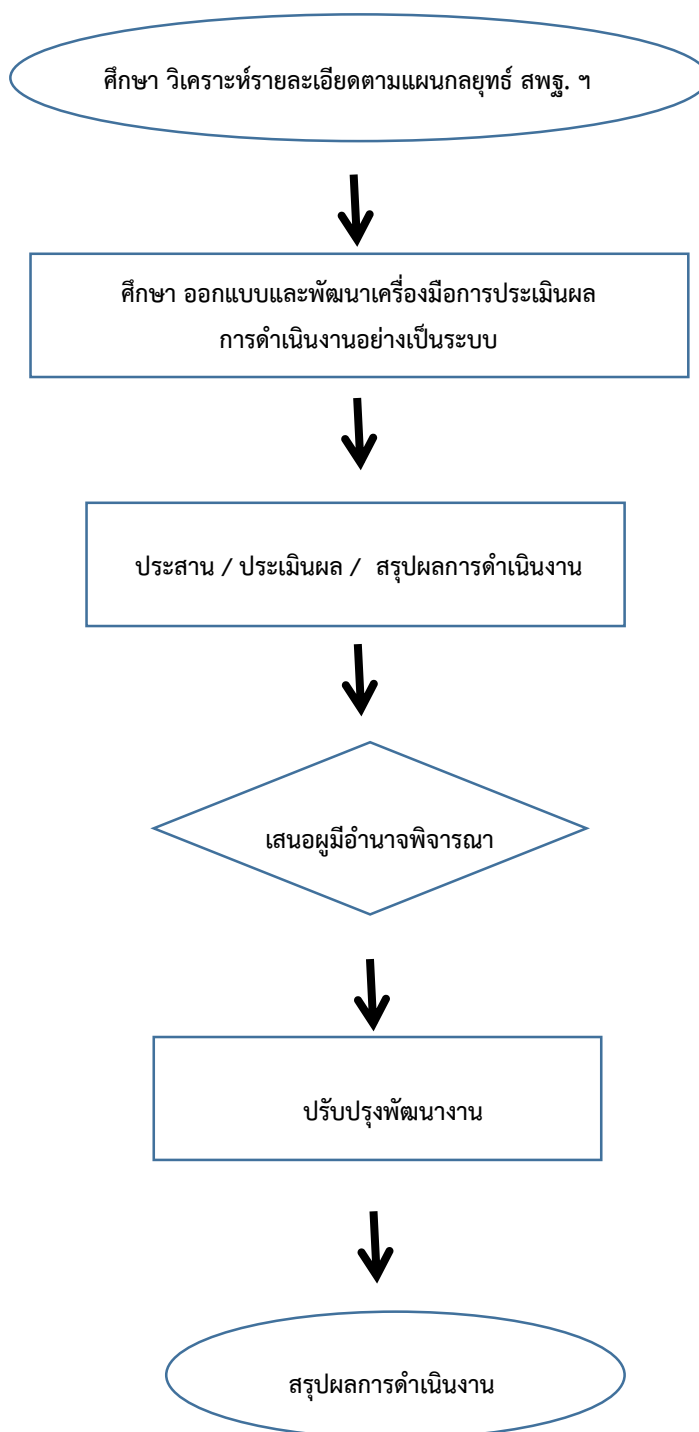 ศึกษา วิเคราะห์รายละเอียดตามแผนกลยุทธ์ สพฐ. ฯ
ศึกษา ออกแบบและพัฒนาเครื่องมือการประเมินผล
การดำเนินงานอย่างเป็นระบบ
ประสาน / ประเมินผล / สรุปผลการดำเนินงาน
เสนอผูมีอำนาจพิจารณา
ปรับปรุงพัฒนางาน
สรุปผลการดำเนินงาน